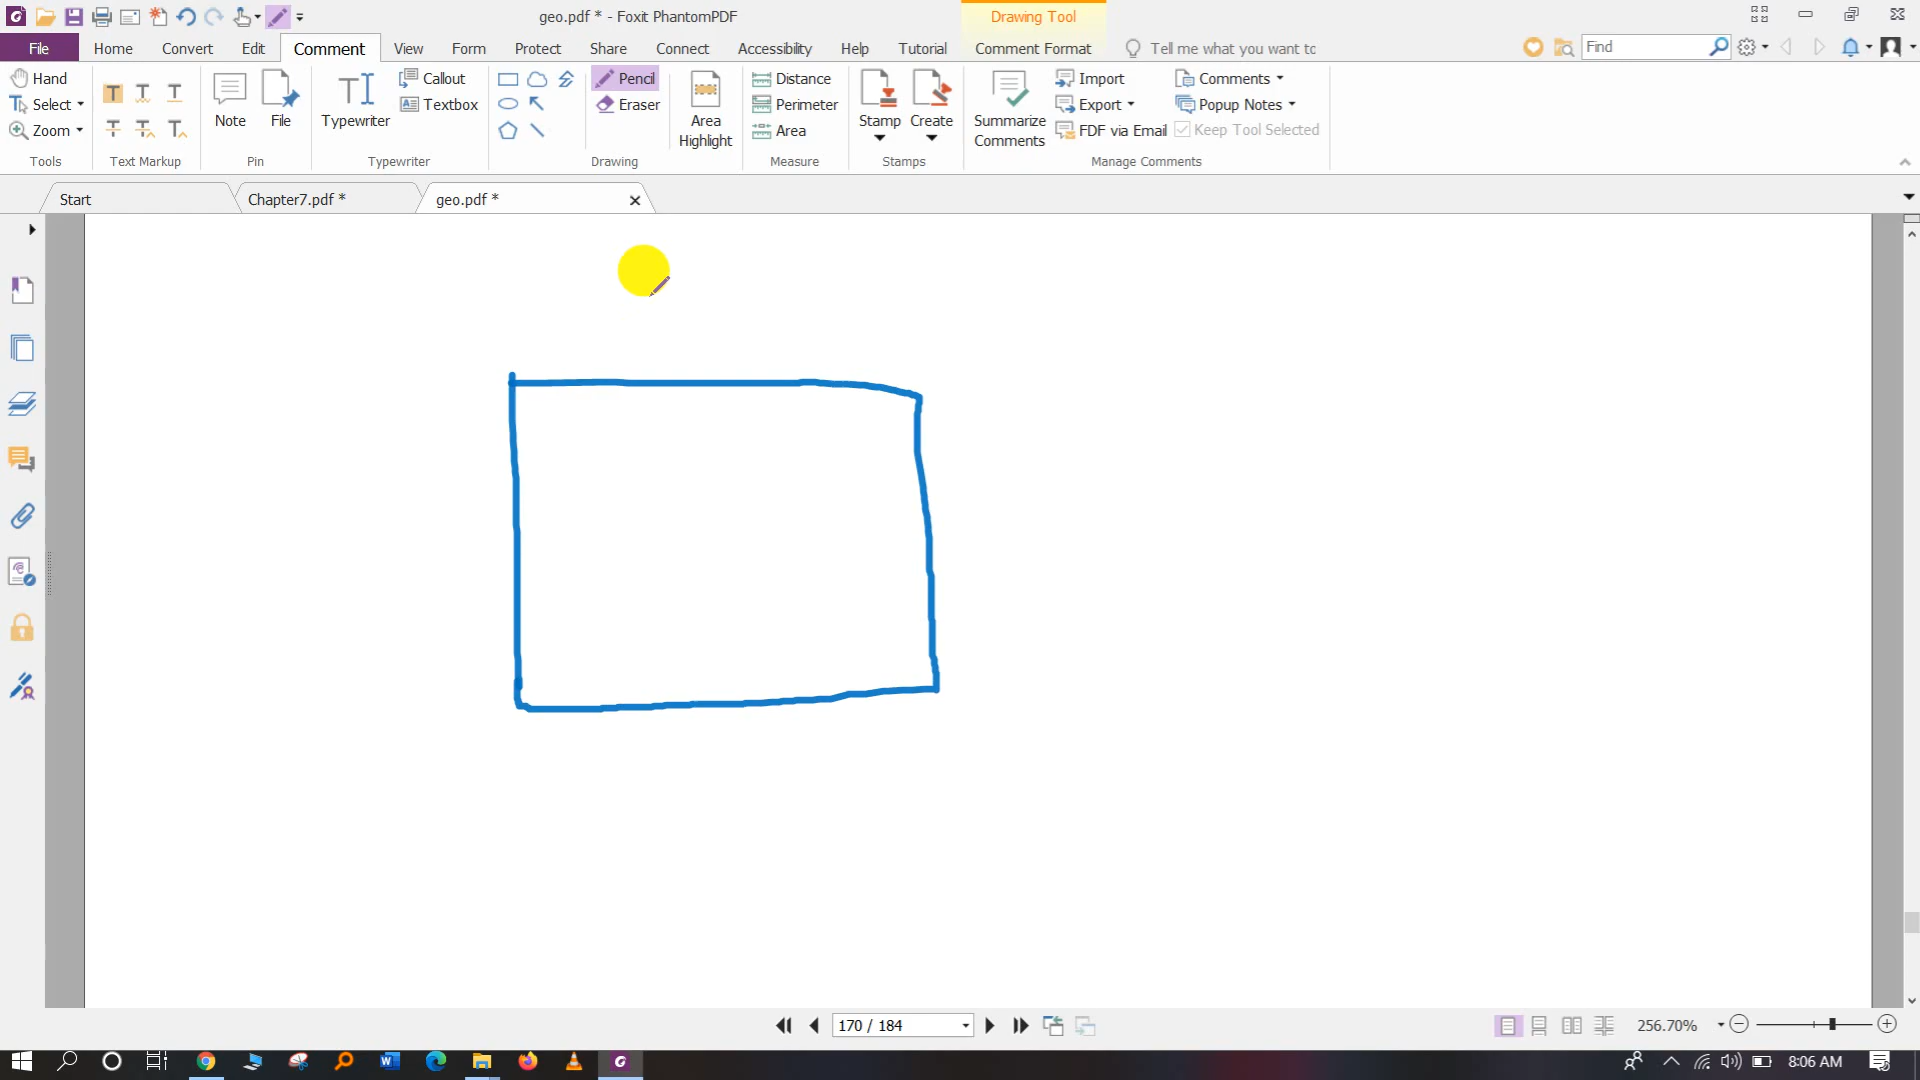 geo.pdf * - Foxit PhantomPDF
Drawing Tool
File Home Convert Edit Comment View Form Protect Share Connect Accessibility Help Tutorial Comment Format Tell me what you want to Find
Hand
Select
Zoom
Tools
Text Markup
Note
File
Pin
Typewriter
Callout
Textbox
Typewriter
Pencil
Eraser
Drawing
Area
Highlight
Distance
Perimeter
Area
Measure
Stamp
Create
Stamps
Summarize
Comments
Import
Export
FDF via Email
Comments
Popup Notes
Keep Tool Selected
Manage Comments
Start
Chapter7.pdf *
geo.pdf *
170 / 184
256.70%
8:06 AM